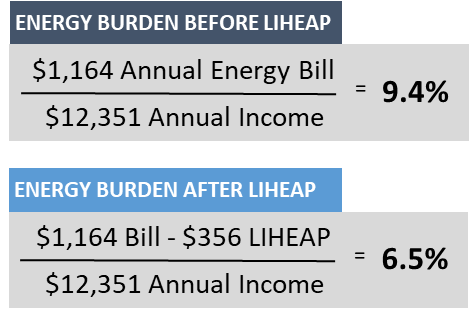 ENERGY BURDEN BEFORE LIHEAP
$1,164 Annual Energy Bill
$12,351 Annual Income
= 9.4%
ENERGY BURDEN AFTER LIHEAP
$1,164 Bill - $356 LIHEAP
$12,351 Annual Income
= 6.5%